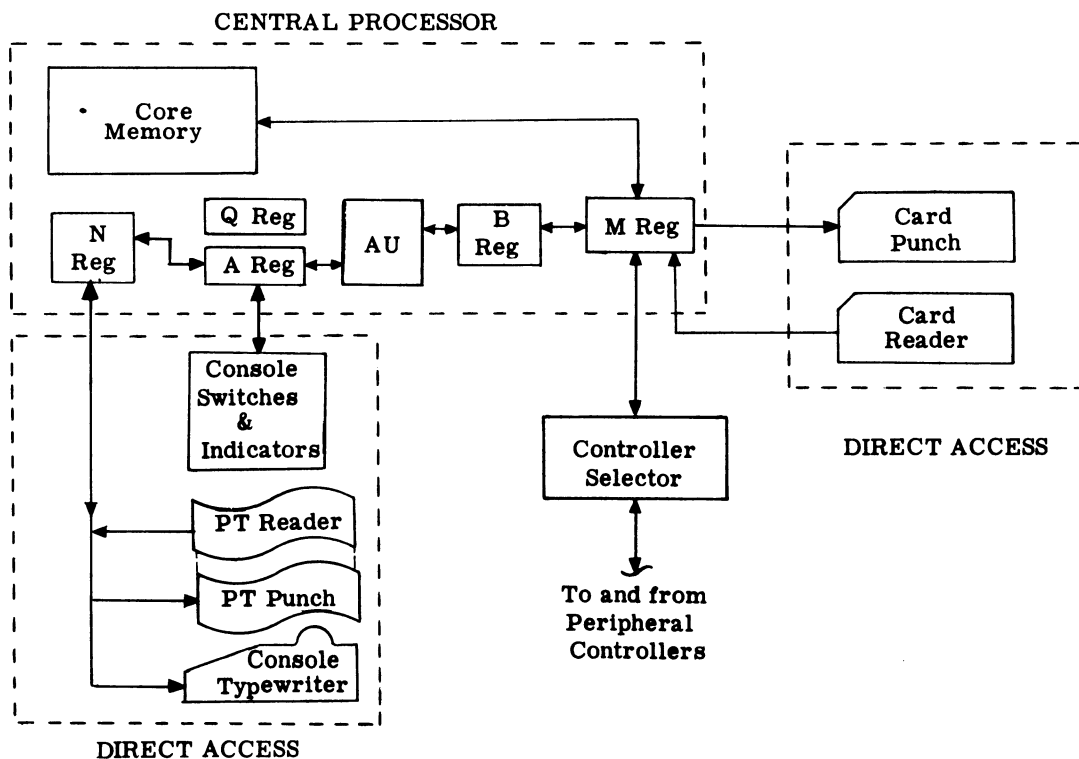 CENTRAL PROCESSOR
Core
Memory
Q Reg
N
Reg
A Reg
AU
B
Reg
M Reg
Card
Punch
Card
Reader
DIRECT ACCESS
Console
Switches
&
Indicators
PT Reader
PT Punch
Console
Typewriter
DIRECT ACCESS
Controller
Selector
To and from
Peripheral
Controllers